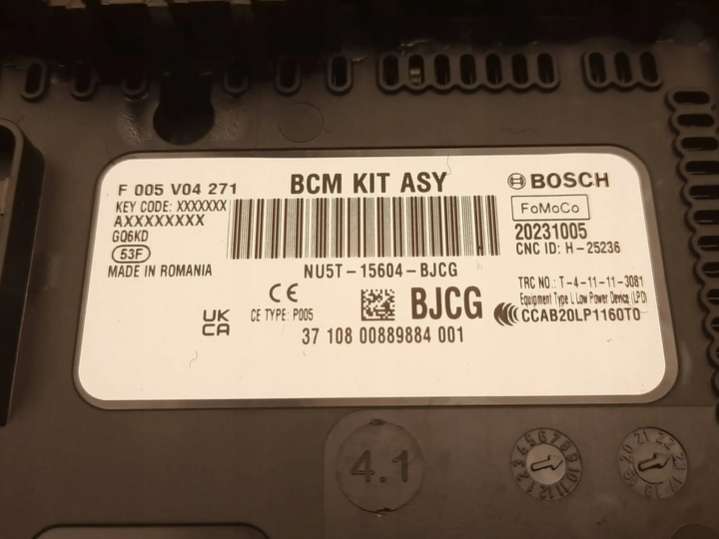 F 005 V04 271
BCM KIT ASY
BOSCH
KEY CODE: XXXXXXX
AXXXXXXXX
GQ6KD
53F
MADE IN ROMANIA
FoMoCo
20231005
CNC ID: H-25236
NU5T-15604-BJCG
TRC NO.: T-4-11-11-3081
Equipment Type L Low Power Device (LPD)
CCAB20LP1160T0
UK
CA
CE
CE TYPE: P005
BJCG
37 1080 00889884 001
4.1